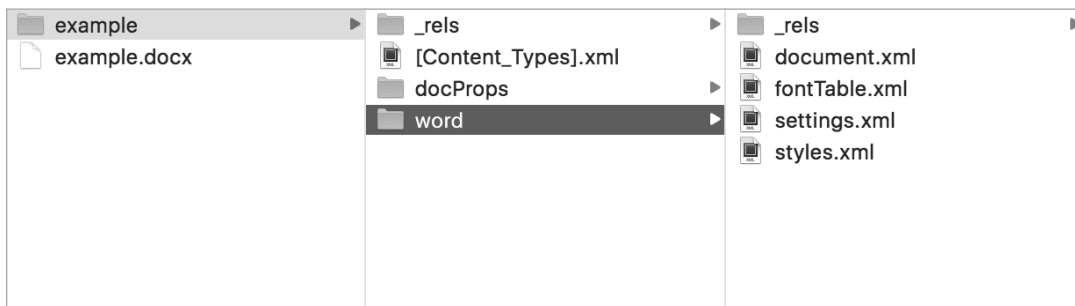 example
example.docx
_rels
[Content_Types].xml
docProps
word
_rels
document.xml
fontTable.xml
settings.xml
styles.xml